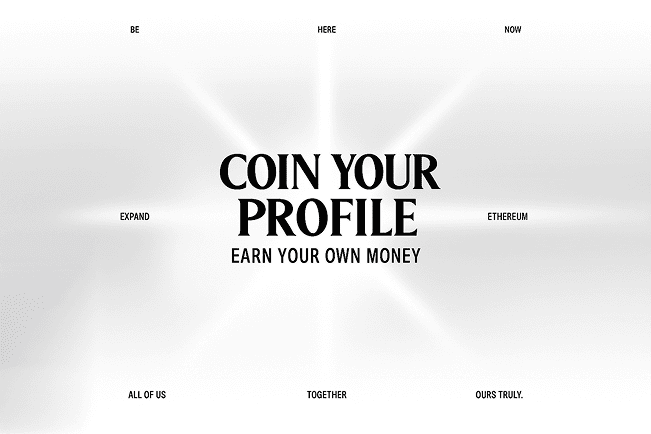 BE HERE NOW
COIN YOUR
PROFILE
EXPAND ETHEREUM
EARN YOUR OWN MONEY
ALL OF US TOGETHER OURS TRULY.